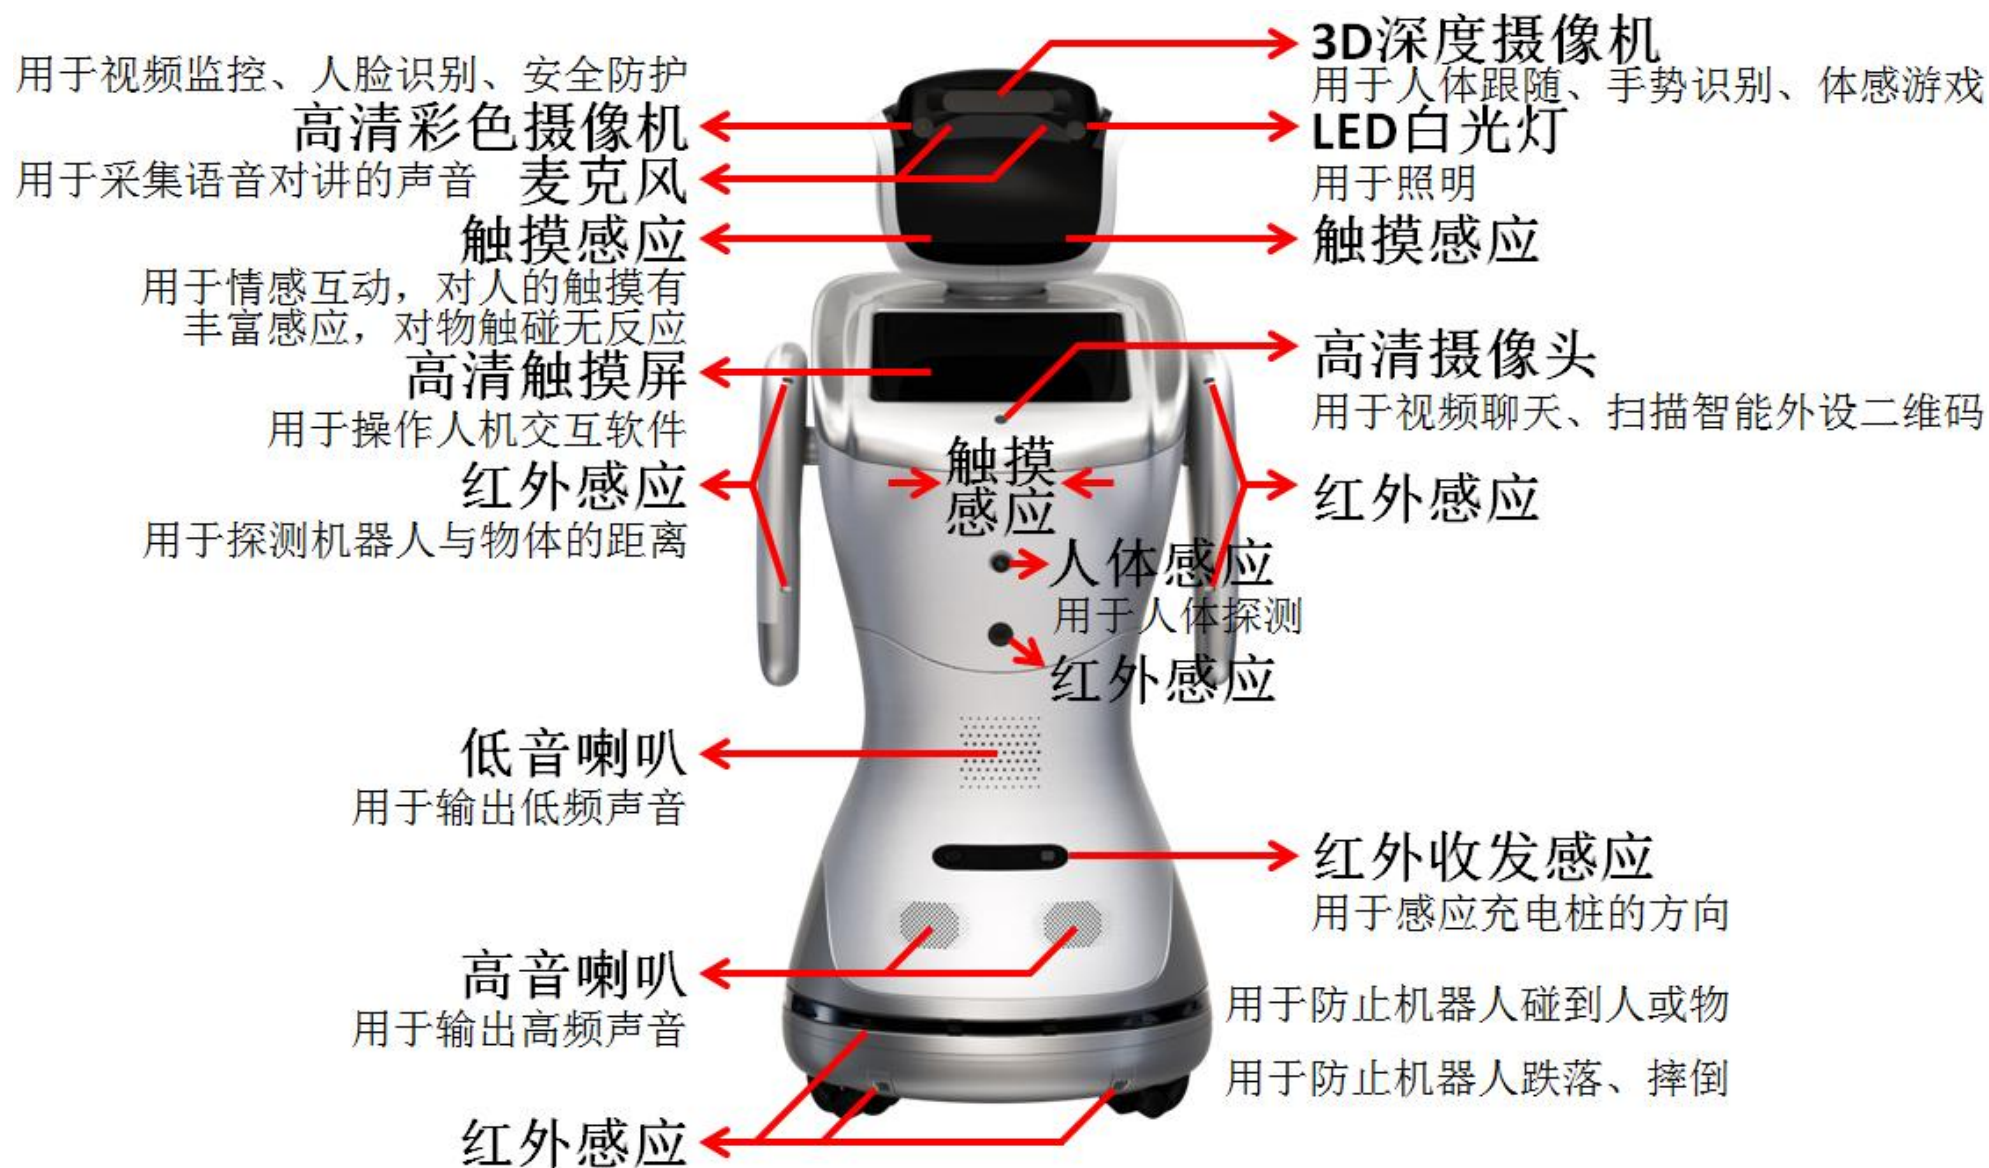 用于视频监控、人脸识别、安全防护
高清彩色摄像机
用于采集语音对讲的声音 麦克风
触摸感应
用于情感互动，对人的触摸有
丰富感应，对物触碰无反应
高清触摸屏
用于操作人机交互软件
红外感应
用于探测机器人与物体的距离
低音喇叭
用于输出低频声音
高音喇叭
用于输出高频声音
红外感应
触摸
感应
人体感应
用于人体探测
红外感应
3D深度摄像机
用于人体跟随、手势识别、体感游戏
LED白光灯
用于照明
触摸感应
高清摄像头
用于视频聊天、扫描智能外设二维码
红外感应
红外收发感应
用于感应充电桩的方向
用于防止机器人碰到人或物
用于防止机器人跌落、摔倒